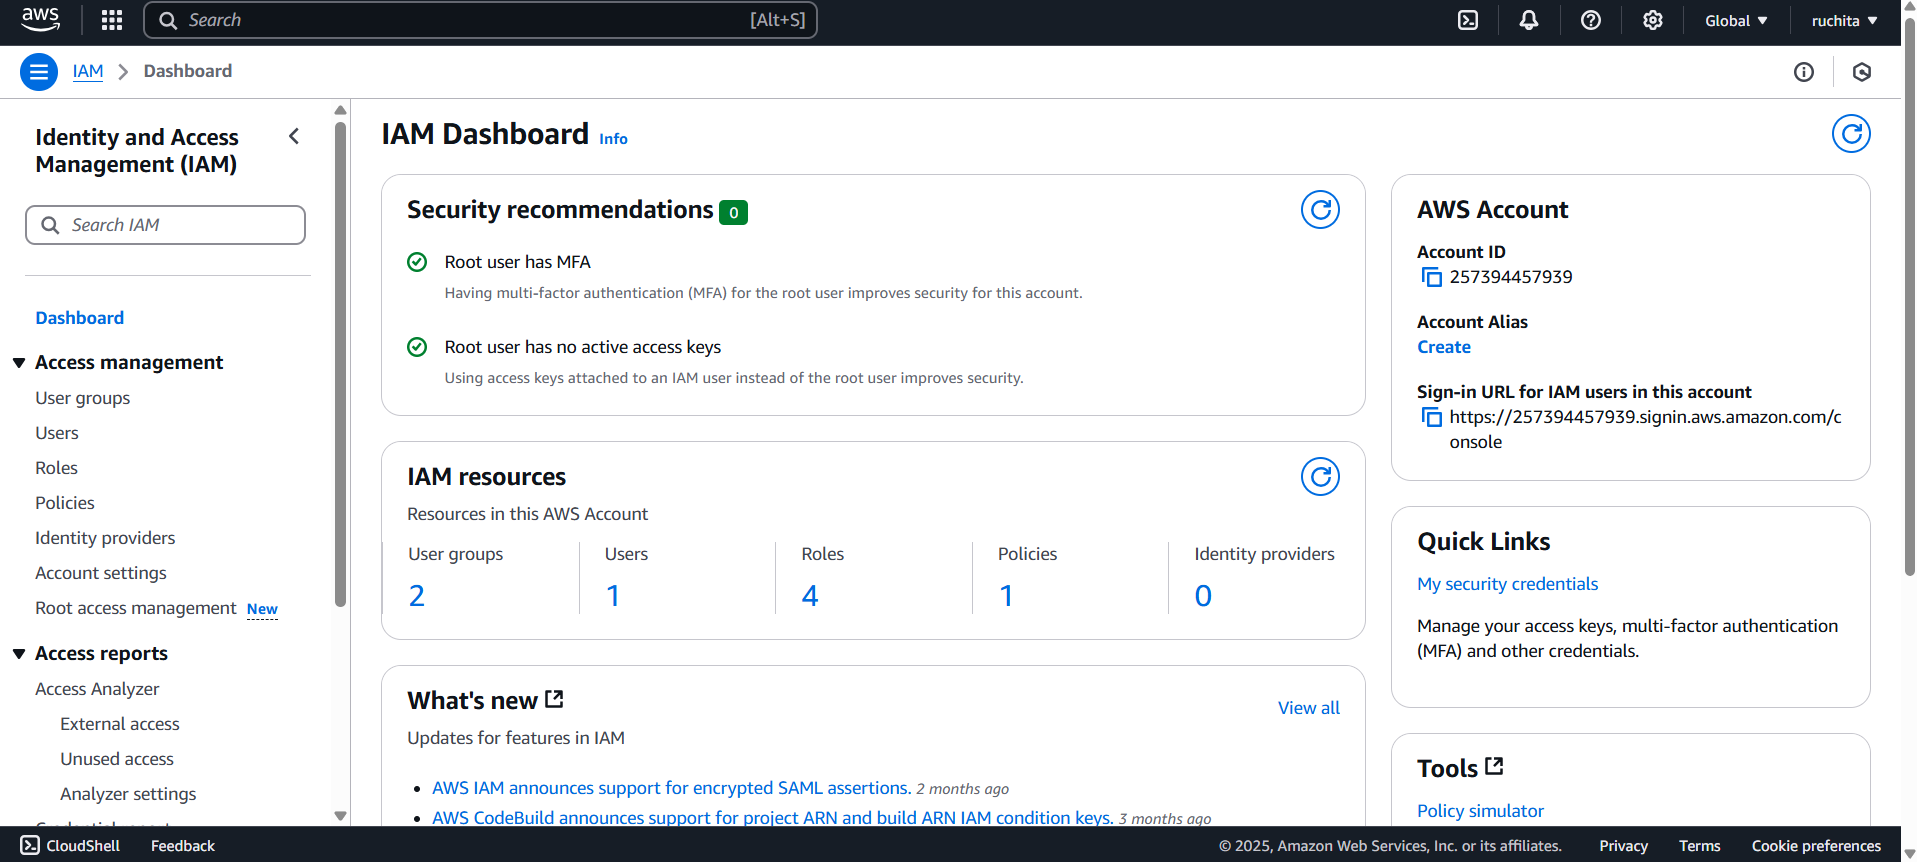 aws
Search
[Alt+S]
Global
ruchita
IAM
Dashboard
Identity and Access
Management (IAM)
Search IAM
Dashboard
Access management
User groups
Users
Roles
Policies
Identity providers
Account settings
Root access management New
Access reports
Access Analyzer
External access
Unused access
Analyzer settings
IAM Dashboard Info
Security recommendations 0
Root user has MFA
Having multi-factor authentication (MFA) for the root user improves security for this account.
Root user has no active access keys
Using access keys attached to an IAM user instead of the root user improves security.
IAM resources
Resources in this AWS Account
User groups
2
Users
1
Roles
4
Policies
1
Identity providers
0
What's new
View all
Updates for features in IAM
AWS IAM announces support for encrypted SAML assertions. 2 months ago
AWS CodeBuild announces support for project ARN and build ARN IAM condition keys. 3 months ago
AWS Account
Account ID
257394457939
Account Alias
Create
Sign-in URL for IAM users in this account
https://257394457939.signin.aws.amazon.com/c
onsole
Quick Links
My security credentials
Manage your access keys, multi-factor authentication
(MFA) and other credentials.
Tools
Policy simulator
CloudShell
Feedback
© 2025, Amazon Web Services, Inc. or its affiliates.
Privacy
Terms
Cookie preferences